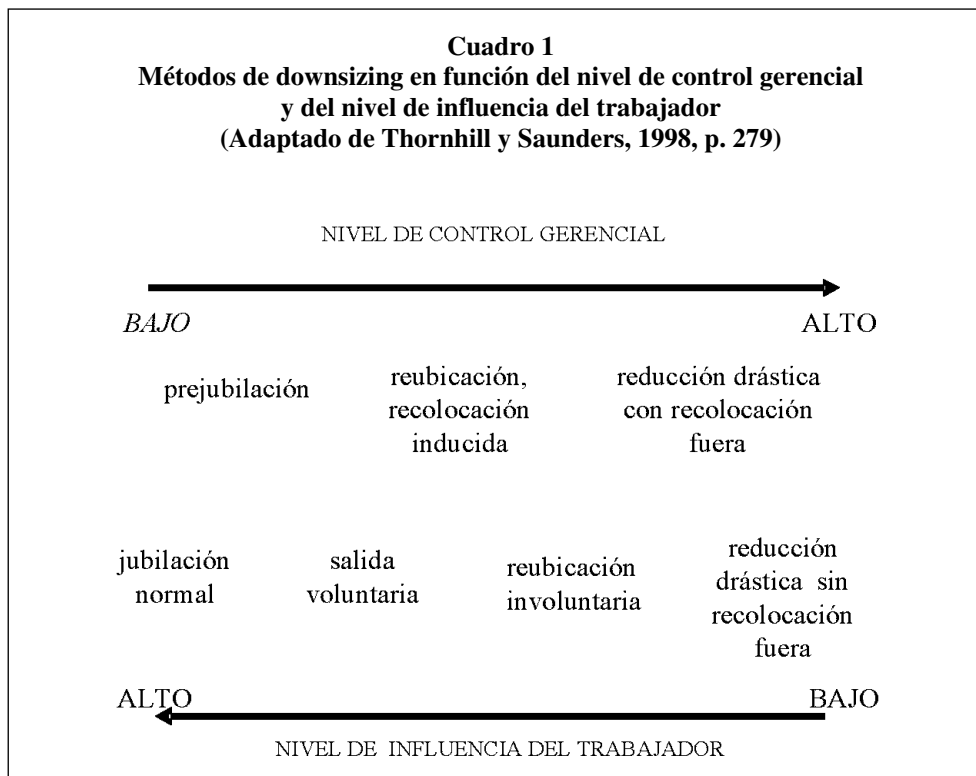 Cuadro 1
Métodos de downsizing en función del nivel de control gerencial
y del nivel de influencia del trabajador
(Adaptado de Thornhill y Saunders, 1998, p. 279)
NIVEL DE CONTROL GERENCIAL
BAJO
ALTO
prejubilación
reubicación,
recolocación
inducida
reducción drástica
con recolocación
fuera
jubilación
normal
salida
voluntaria
reubicación
involuntaria
reducción
drástica sin
recolocación
fuera
ALTO
BAJO
NIVEL DE INFLUENCIA DEL TRABAJADOR